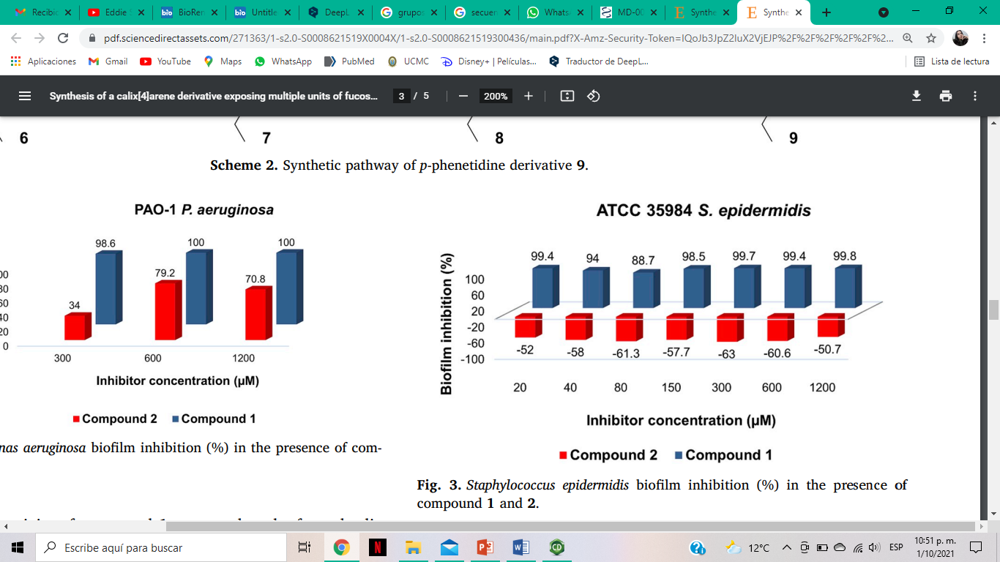 Recibic
Eddie
BioRer
Untitle
DeepL
grupos
secuen
Whats
MD-00
Synthe
Synthe
pdf.sciencedirectassets.com/271363/1-s2.0-S0008621519X0004X/1-s2.0-S0008621519300436/main.pdf?X-Amz-Security-Token=IQoJb3JpZ2luX2VjEJP%2F%2F%2F%2F%2F%2F%2...
Aplicaciones
Gmail
YouTube
Maps
WhatsApp
PubMed
UCMC
Disney+ | Películas...
Traductor de DeepL...
Lista de lectura
Synthesis of a calix[4]arene derivative exposing multiple units of fucos...
3 / 5
200%
6 7 8 9
Scheme 2. Synthetic pathway of p-phenetidine derivative 9.
PAO-1 P. aeruginosa
98.6 100 100
34 79.2 70.8
00
80
60
40
20
0
300 600 1200
Inhibitor concentration (µM)
Compound 2 Compound 1
nas aeruginosa biofilm inhibition (%) in the presence of com-
ATCC 35984 S. epidermidis
Biofilm inhibition (%)
99.4 94 88.7 98.5 99.7 99.4 99.8
100
60
20
-20
-60
-100
-52 -58 -61.3 -57.7 -63 -60.6 -50.7
20 40 80 150 300 600 1200
Inhibitor concentration (µM)
Compound 2 Compound 1
Fig. 3. Staphylococcus epidermidis biofilm inhibition (%) in the presence of
compound 1 and 2.
Escribe aquí para buscar
12°C
ESP
10:51 p. m.
1/10/2021